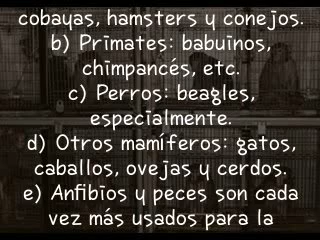 cobayas, hamsters y conejos.
b) Primates: babuinos,
chimpancés, etc.
c) Perros: beagles,
especialmente.
d) Otros mamíferos: gatos,
caballos, ovejas y cerdos.
e) Anfibios y peces son cada
vez más usados para la